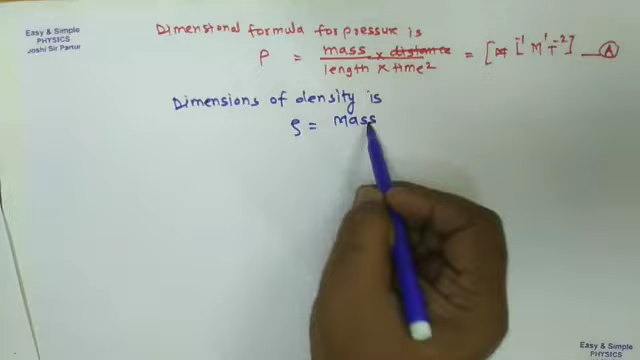 Easy & Simple
PHYSICS
Joshi Sir Partur
Dimensional formula for pressure is
P = mass × distance / length × time² = [L⁻¹ M¹ T⁻²] — A
Dimensions of density is
ρ = Mass
Easy & Simple
PHYSICS